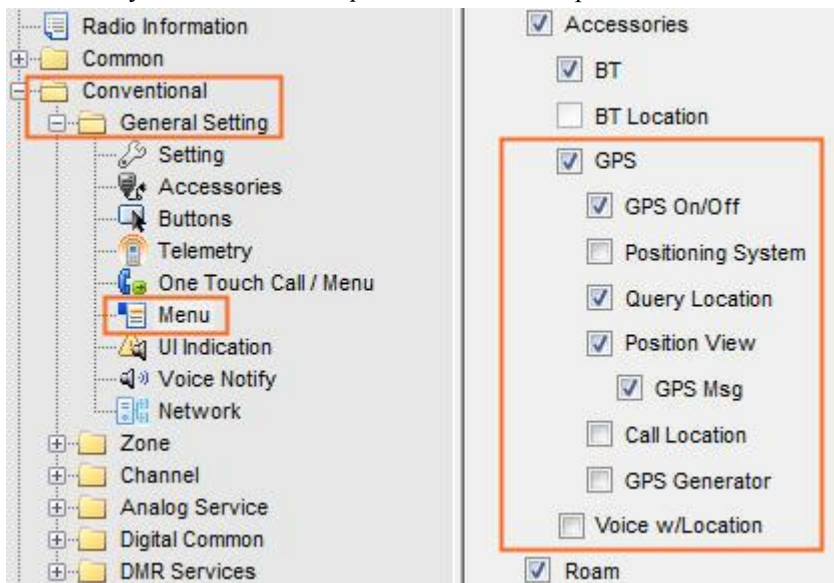 Radio Information
Common
Conventional
General Setting
Setting
Accessories
Buttons
Telemetry
One Touch Call / Menu
Menu
UI Indication
Voice Notify
Network
Zone
Channel
Analog Service
Digital Common
DMR Services
Accessories
BT
BT Location
GPS
GPS On/Off
Positioning System
Query Location
Position View
GPS Msg
Call Location
GPS Generator
Voice w/Location
Roam